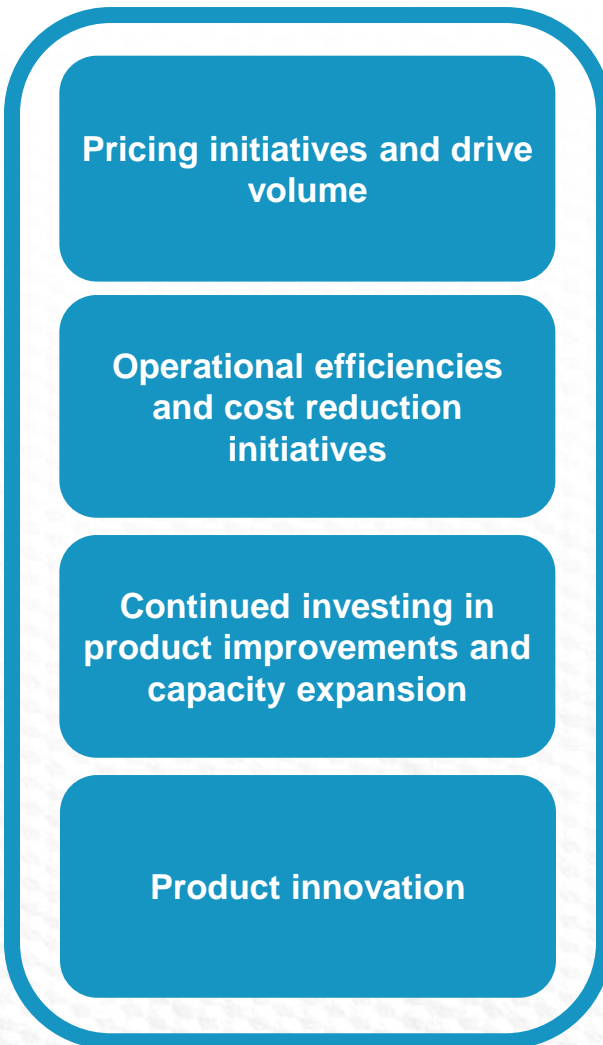 Pricing initiatives and drive
volume
Operational efficiencies
and cost reduction
initiatives
Continued investing in
product improvements and
capacity expansion
Product innovation